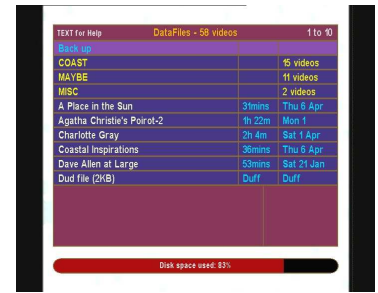 TEXT for Help DataFiles - 58 videos 1 to 10
Back up
COAST 15 videos
MAYBE 11 videos
MISC 2 videos
A Place in the Sun 31mins Thu 6 Apr
Agatha Christie's Poirot-2 1h 22m Mon 1
Charlotte Gray 2h 4m Sat 1 Apr
Coastal Inspirations 36mins Thu 6 Apr
Dave Allen at Large 53mins Sat 21 Jan
Dud file (2KB) Duff Duff
Disk space used: 83%